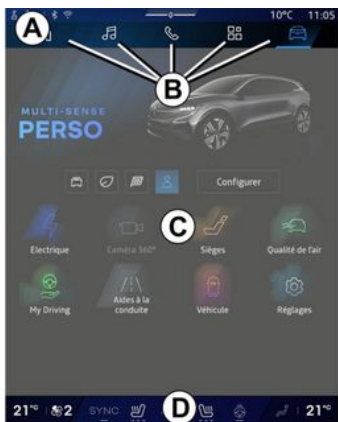 A
10°C 11:05
B
MULTI-SENSE
PERSO
Configurer
C
Electrique Caméra 360° Sièges Qualité de l'air
My Driving Aides à la conduite Véhicule Réglages
D
21°° 2 SYNC 21°°